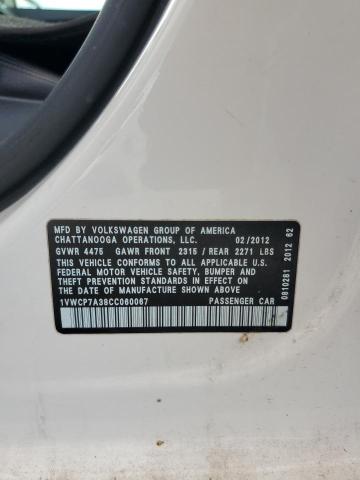 MFD BY VOLKSWAGEN GROUP OF AMERICA
CHATTANOOGA OPERATIONS, LLC. 02/2012
GVWR 4475 GAWR FRONT 2315 / REAR 2271 LBS
THIS VEHICLE CONFORMS TO ALL APPLICABLE U.S.
FEDERAL MOTOR VEHICLE SAFETY, BUMPER AND
THEFT PREVENTION STANDARDS IN EFFECT ON THE
DATE OF MANUFACTURE SHOWN ABOVE.
1VWCP7A38CC060067 PASSENGER CAR
0810281 2012 62